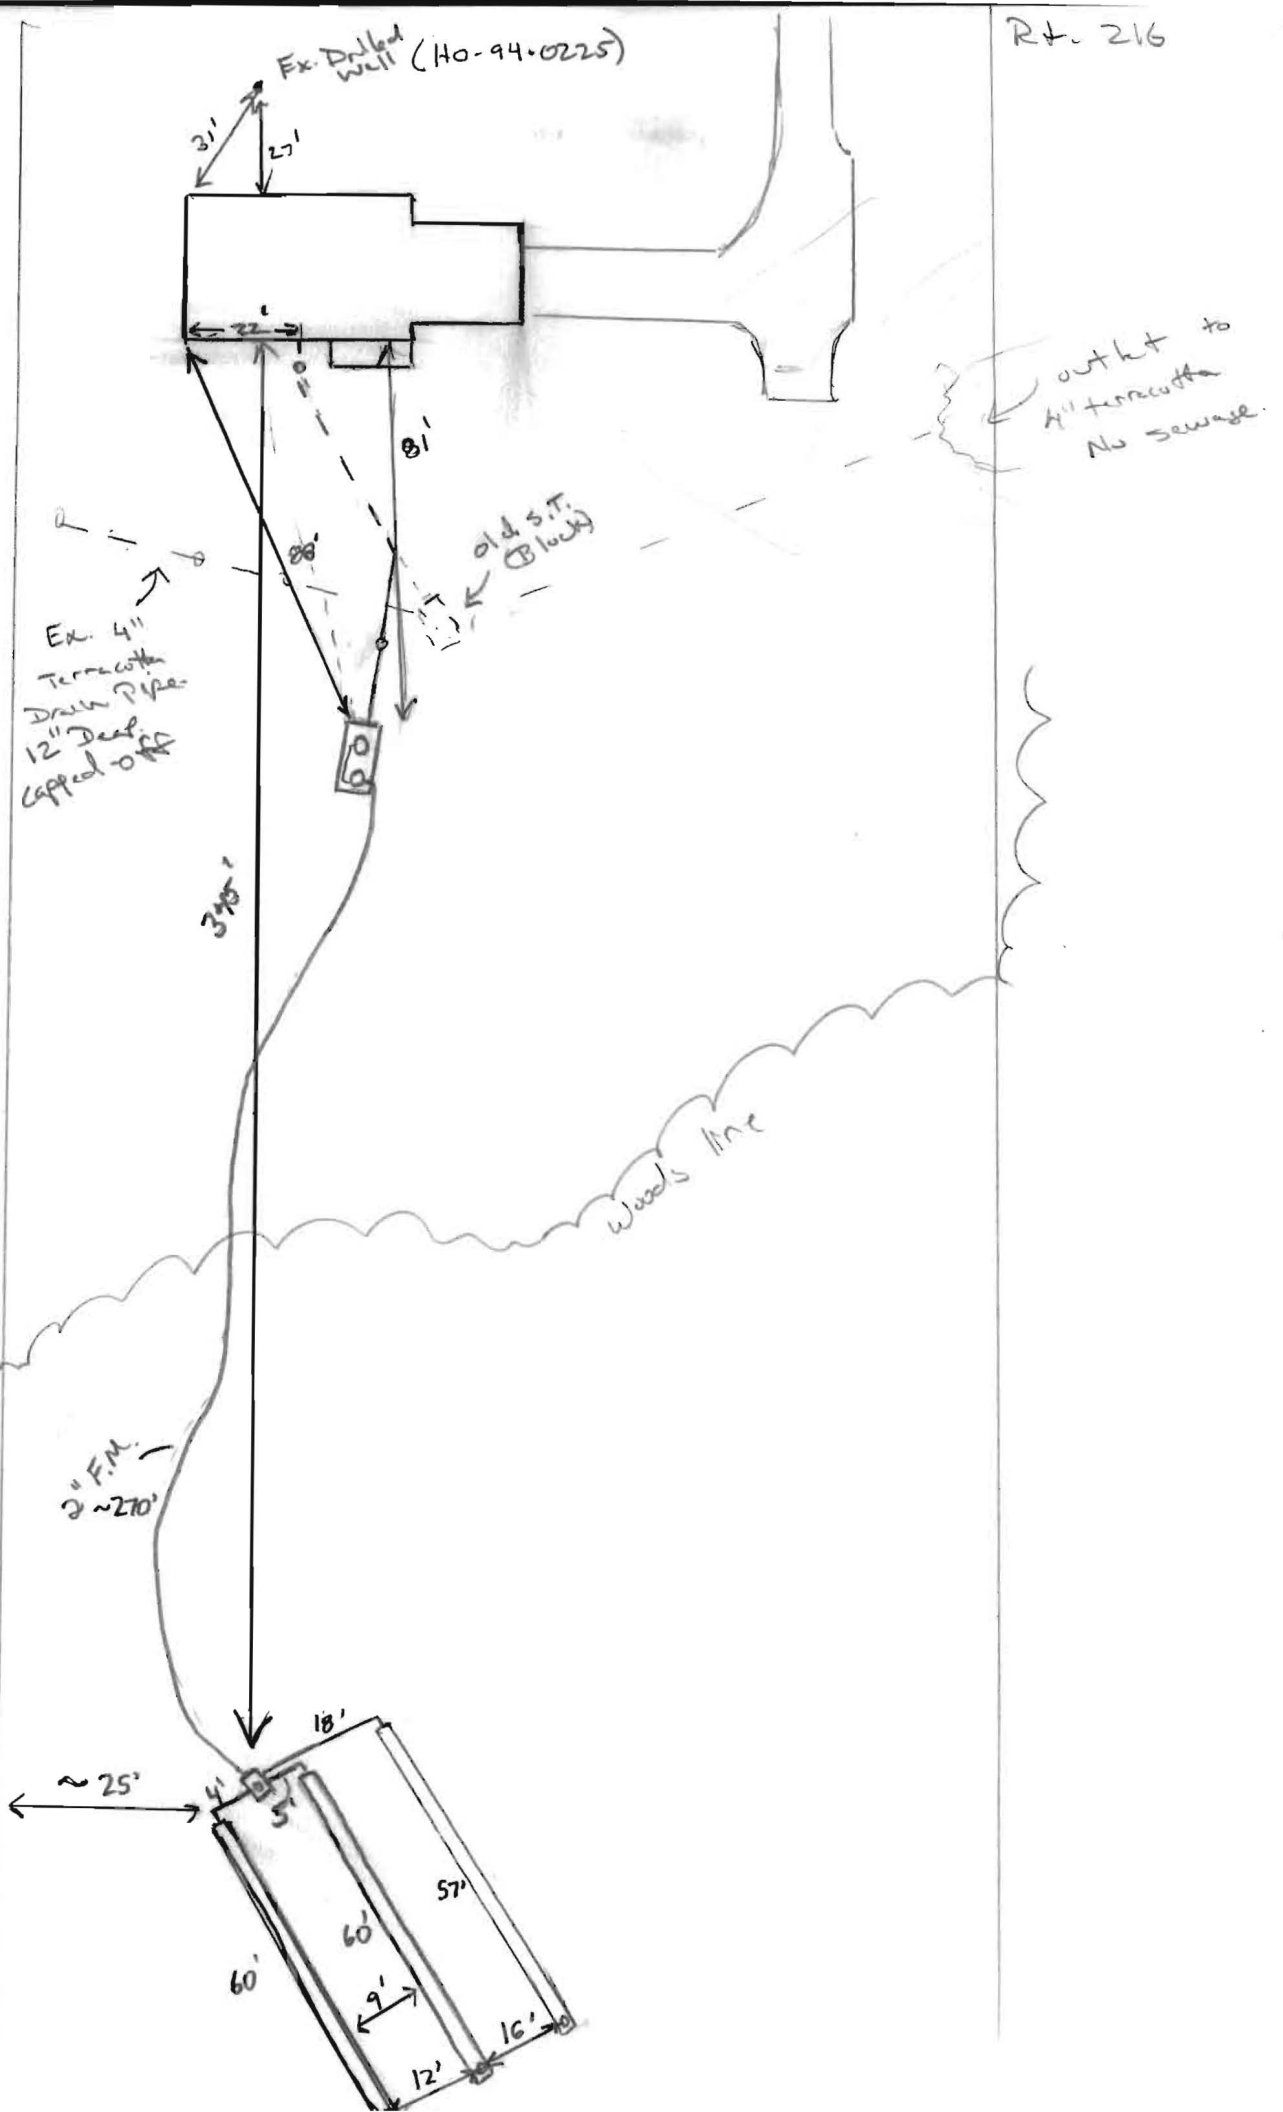 Rt. 216
Ex. Drilled
well (HO-94-0225)
31'
27'
22'
81'
88'
outlet to
4" terracotta
No sewage.
old S.T.
(Block)
Ex. 4"
Terracotta
Drain Pipe
12" Deep
capped-off
345'
Woods line
2" F.M.
~270'
18'
~ 25'
4'
5'
57'
60'
60'
9'
16'
12'